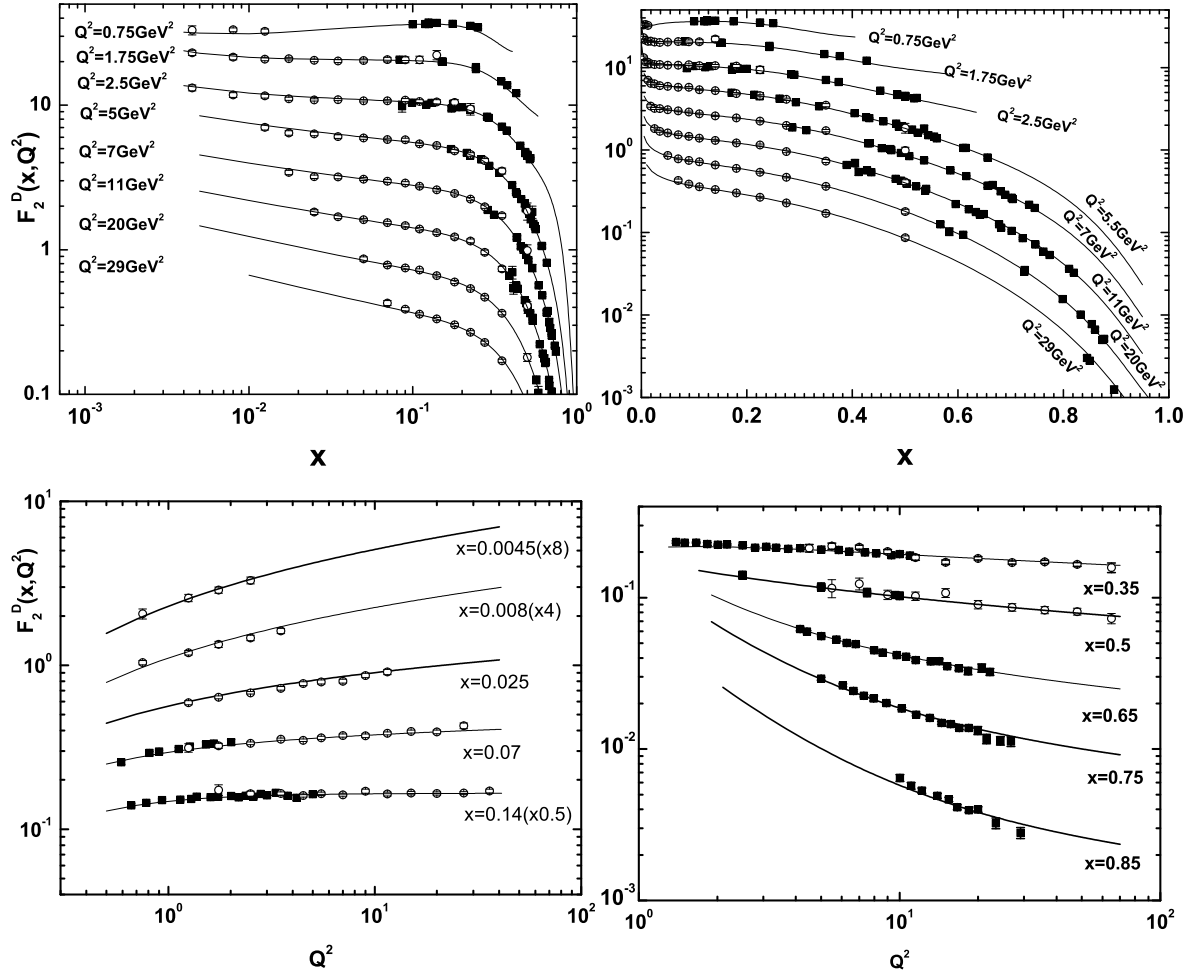 F₂ᴰ(x,Q²)
10
1
0.1
Q²=0.75GeV²
Q²=1.75GeV²
Q²=2.5GeV²
Q²=5GeV²
Q²=7GeV²
Q²=11GeV²
Q²=20GeV²
Q²=29GeV²
10⁻³ 10⁻² 10⁻¹ 10⁰
x
10¹
10⁰
10⁻¹
10⁻²
10⁻³
Q²=0.75GeV²
Q²=1.75GeV²
Q²=2.5GeV²
Q²=5.5GeV²
Q²=7GeV²
Q²=11GeV²
Q²=20GeV²
Q²=29GeV²
0.0 0.2 0.4 0.6 0.8 1.0
x
F₂ᴰ(x,Q²)
10¹
10⁰
10⁻¹
x=0.0045(x8)
x=0.008(x4)
x=0.025
x=0.07
x=0.14(x0.5)
10⁰ 10¹ 10²
Q²
10⁻¹
10⁻²
10⁻³
x=0.35
x=0.5
x=0.65
x=0.75
x=0.85
10⁰ 10¹ 10²
Q²